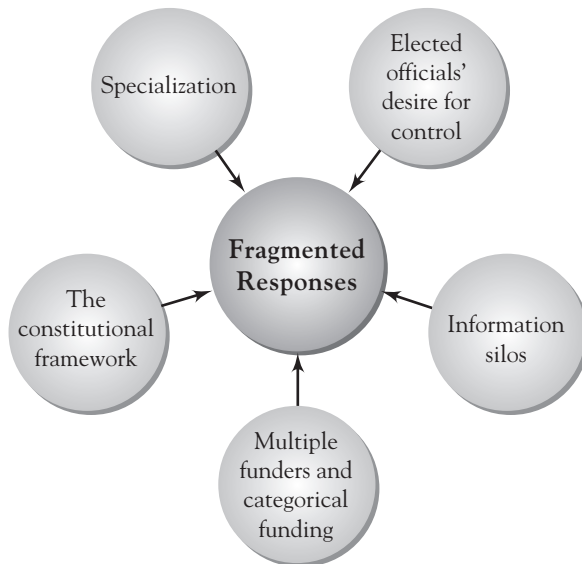 Specialization
Elected
officials’
desire for
control
Fragmented
Responses
The
constitutional
framework
Information
silos
Multiple
funders and
categorical
funding